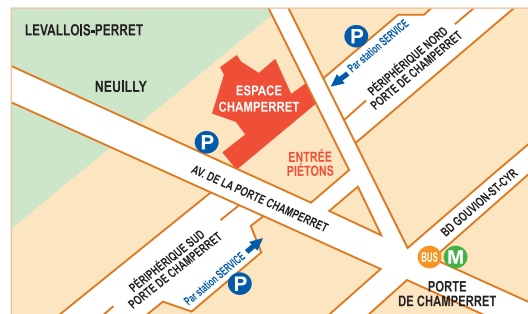 LEVALLOIS-PERRET
NEUILLY
P
Par station SERVICE
PÉRIPHÉRIQUE NORD
PORTE DE CHAMPERRET
ESPACE
CHAMPERRET
P
ENTRÉE
PIÉTONS
AV. DE LA PORTE CHAMPERRET
BD GOUVION-ST-CYR
PÉRIPHÉRIQUE SUD
PORTE DE CHAMPERRET
Par station SERVICE
P
BUS M
PORTE
DE CHAMPERRET